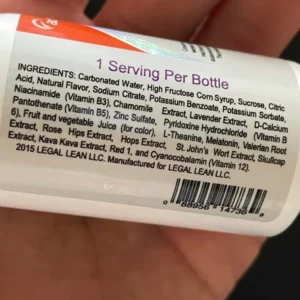 1 Serving Per Bottle
INGREDIENTS: Carbonated Water, High Fructose Corn Syrup, Sucrose, Citric
Acid, Natural Flavor, Sodium Citrate, Potassium Benzoate, Potassium Sorbate,
Niacinamide (Vitamin B3), Chamomile Extract, Lavender Extract, D-Calcium
Pantothenate (Vitamin B5), Zinc Sulfate, Pyridoxine Hydrochloride (Vitamin B
6), Fruit and vegetable Juice (for color), L-Theanine, Melatonin, Valerian Root
Extract, Rose Hips Extract, Hops Extract, St. John's Wort Extract, Skullcap
Extract, Kava Kava Extract, Red 1, and Cyanocobalamin (Vitamin 12).
2015 LEGAL LEAN LLC. Manufactured for LEGAL LEAN LLC.
88956 14736